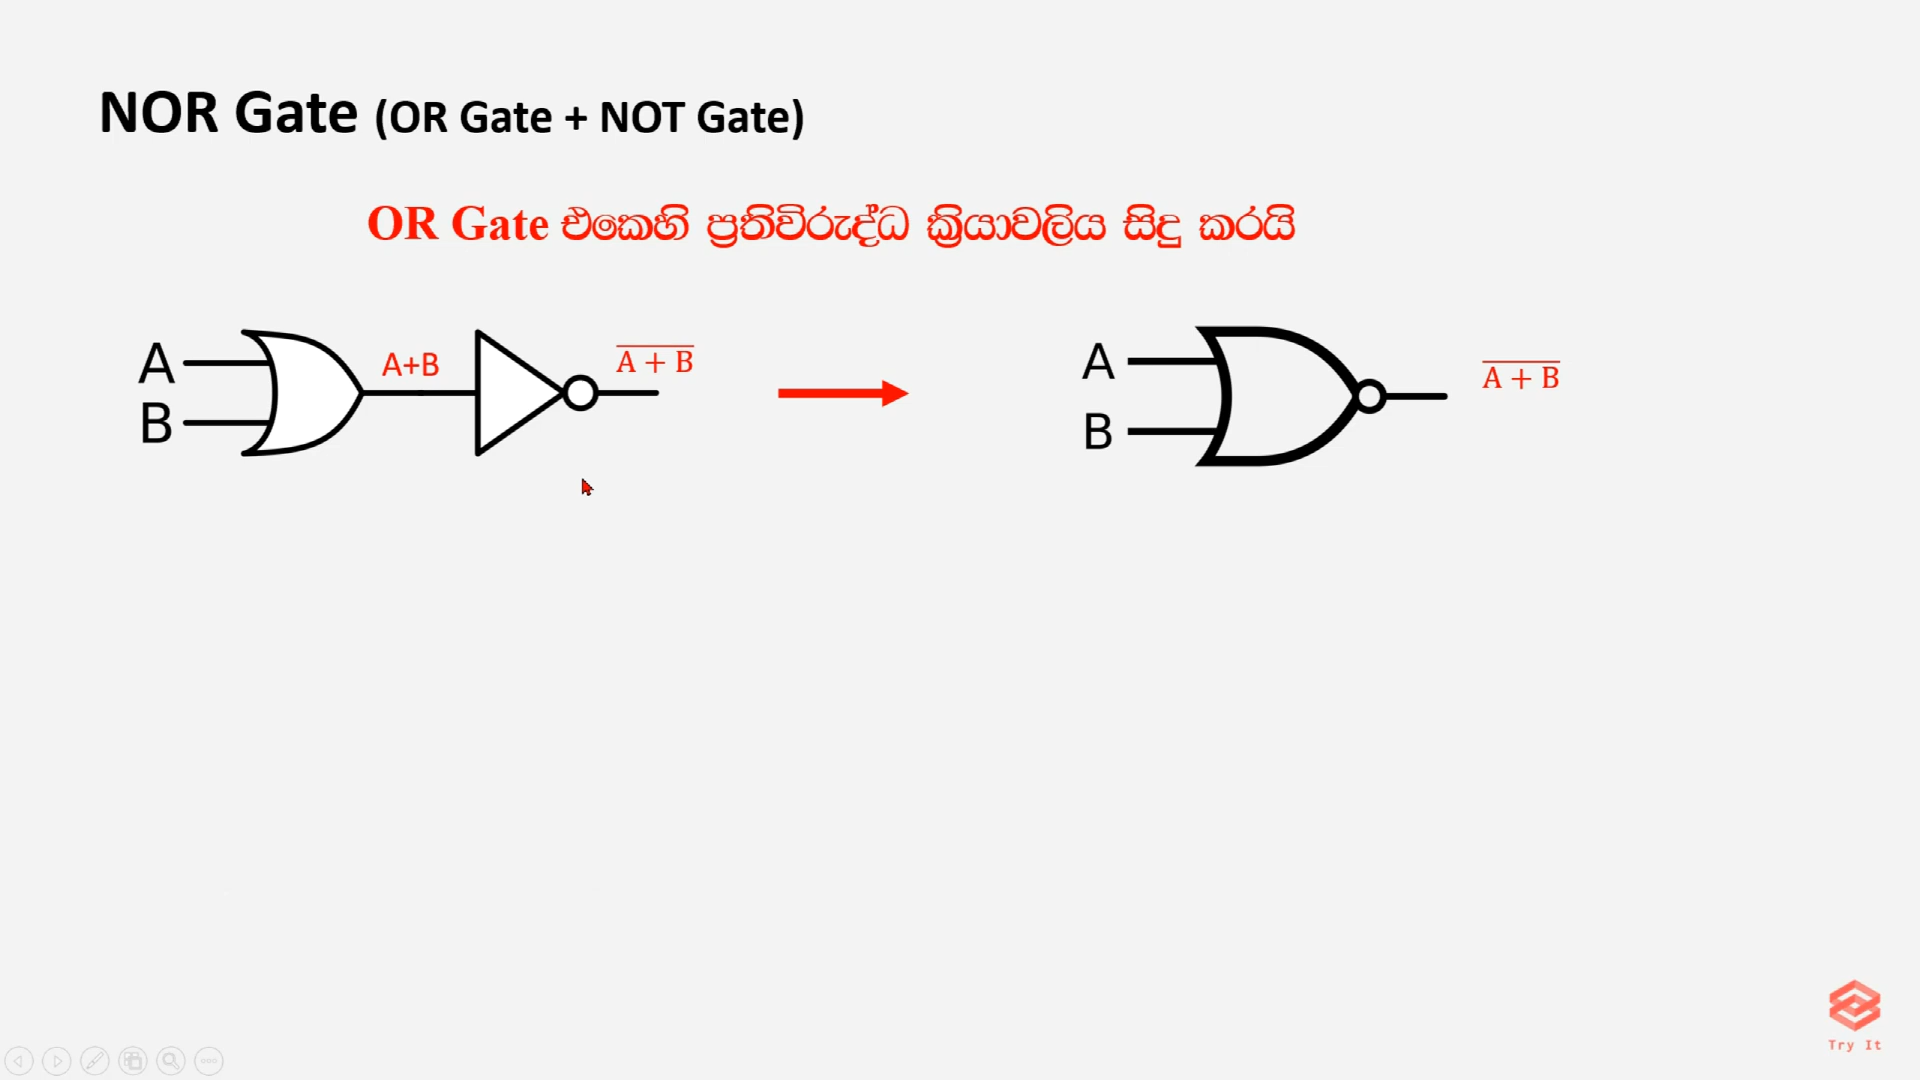 NOR Gate (OR Gate + NOT Gate)
OR Gate එකෙහි ප්‍රතිවිරුද්ධ ක්‍රියාවලිය සිදු කරයි
A
B
A+B
A + B
A
B
A + B
Try It